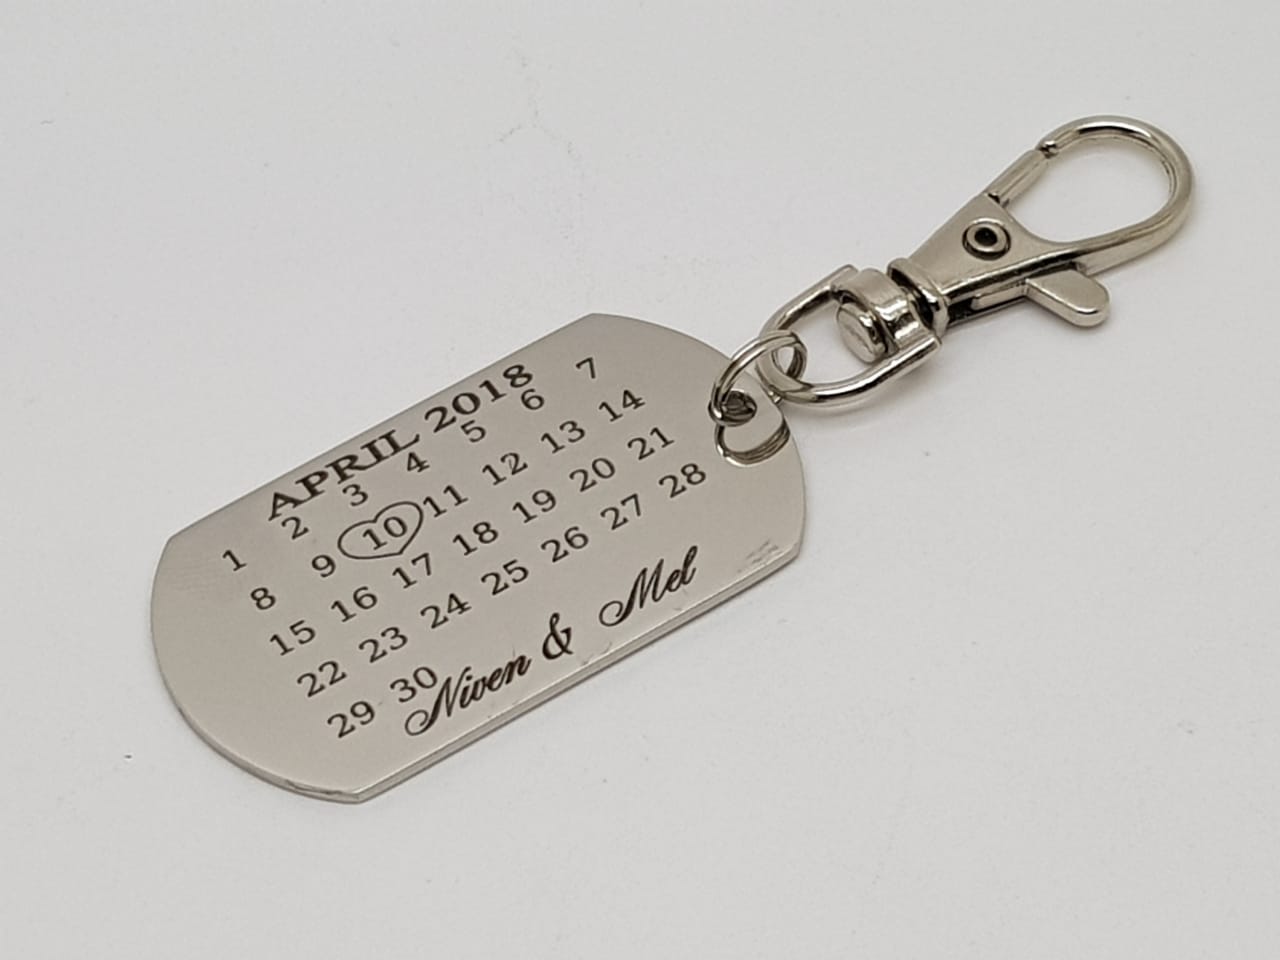 APRIL 2018
1 2 3 4 5 6 7
8 9 10 11 12 13 14
15 16 17 18 19 20 21
22 23 24 25 26 27 28
29 30
Niven & Mel